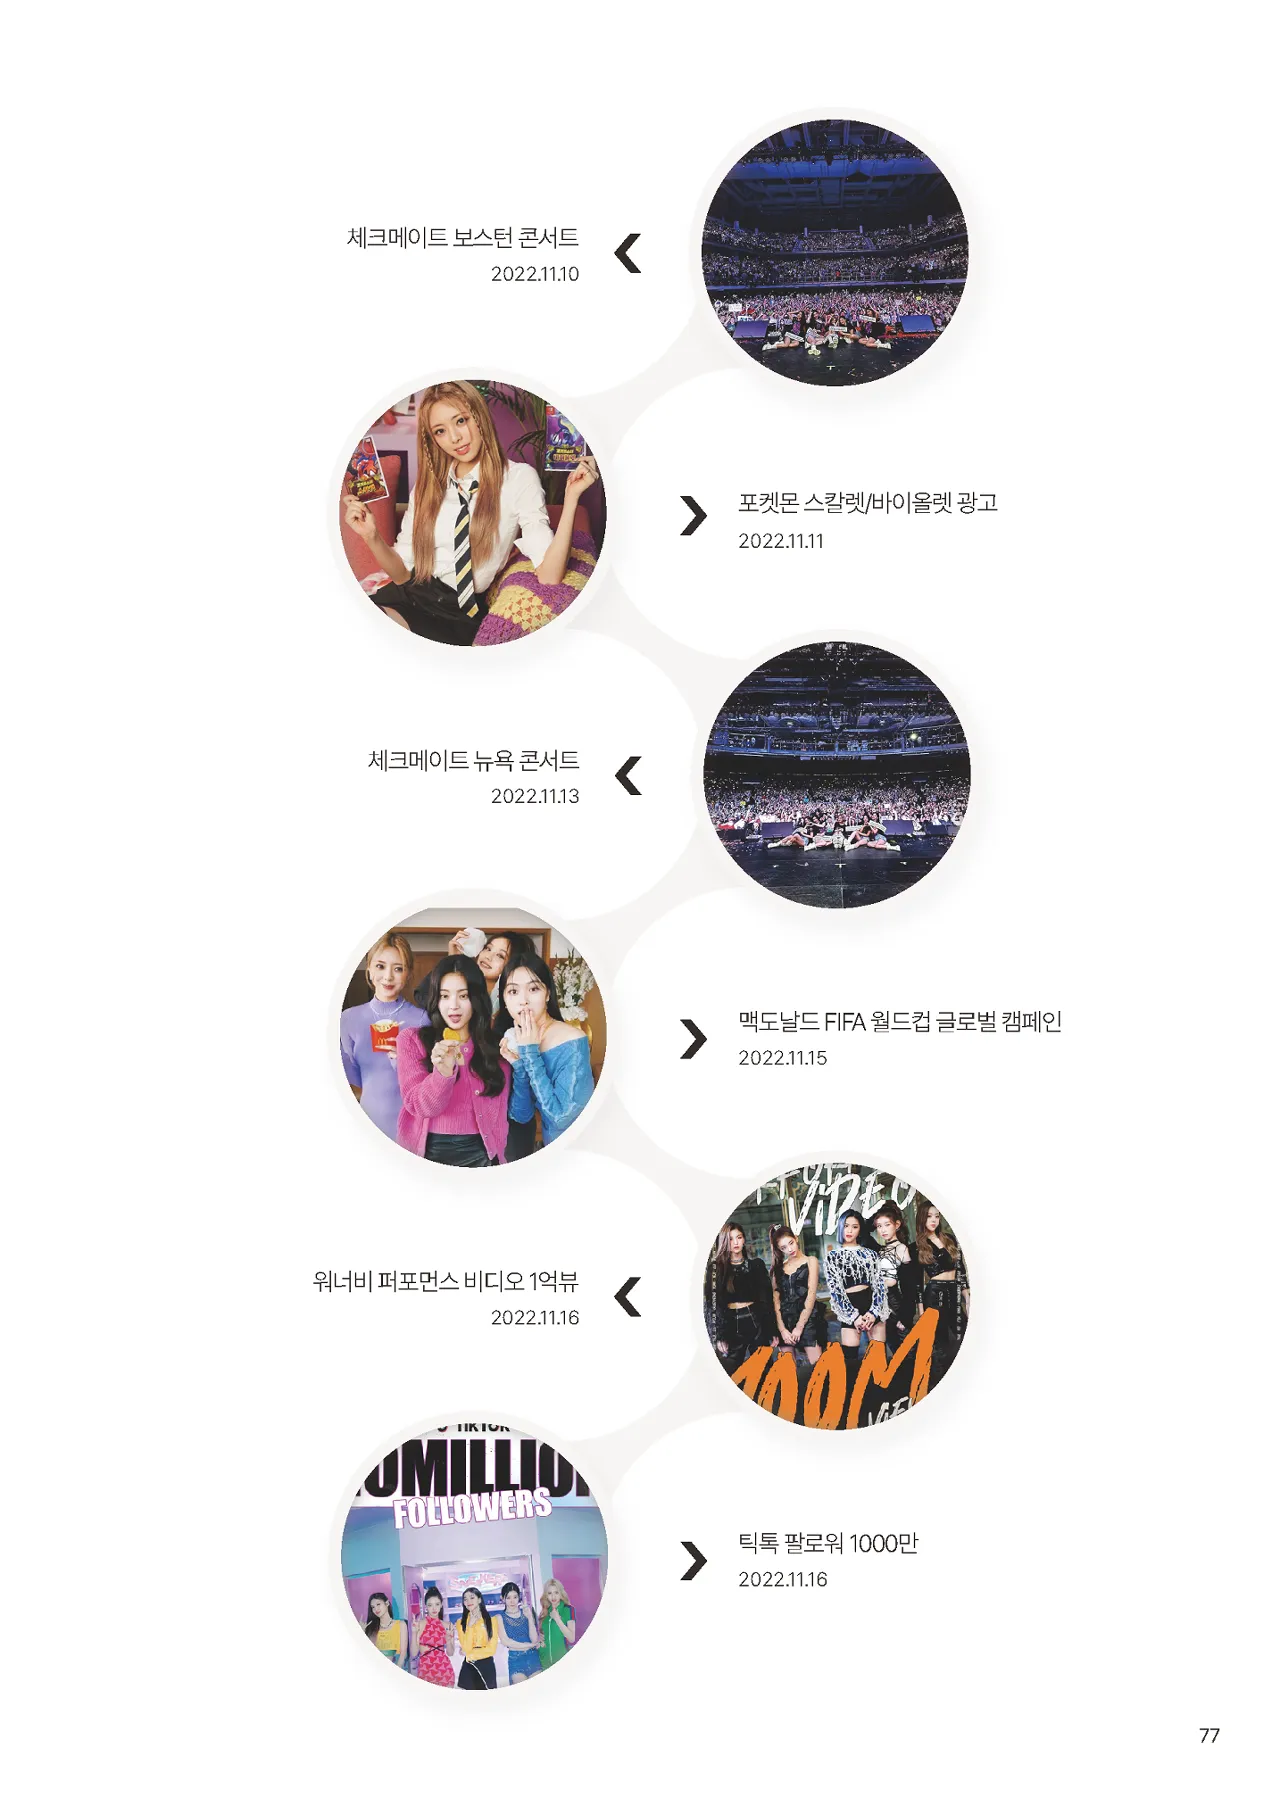 체크메이트 보스턴 콘서트
2022.11.10
포켓몬 스칼렛/바이올렛 광고
2022.11.11
체크메이트 뉴욕 콘서트
2022.11.13
맥도날드 FIFA 월드컵 글로벌 캠페인
2022.11.15
VIDEO
워너비 퍼포먼스 비디오 1억뷰
2022.11.16
100M
TIKTOK
MILLION
FOLLOWERS
틱톡 팔로워 1000만
2022.11.16
77